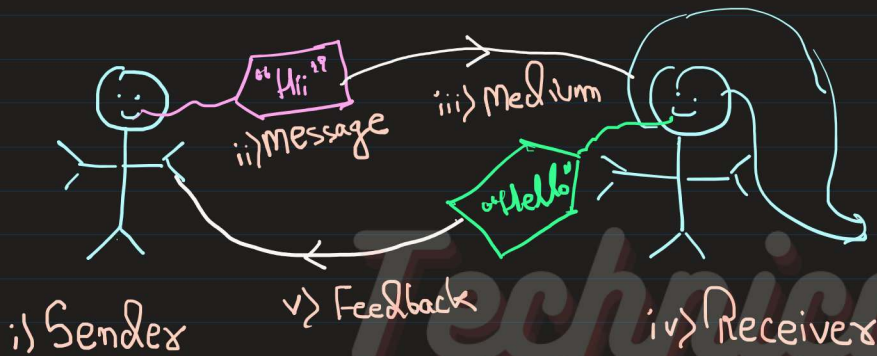 "Hi"
ii) Message
iii) Medium
"Hello"
v) Feedback
i) Sender
iv) Receiver